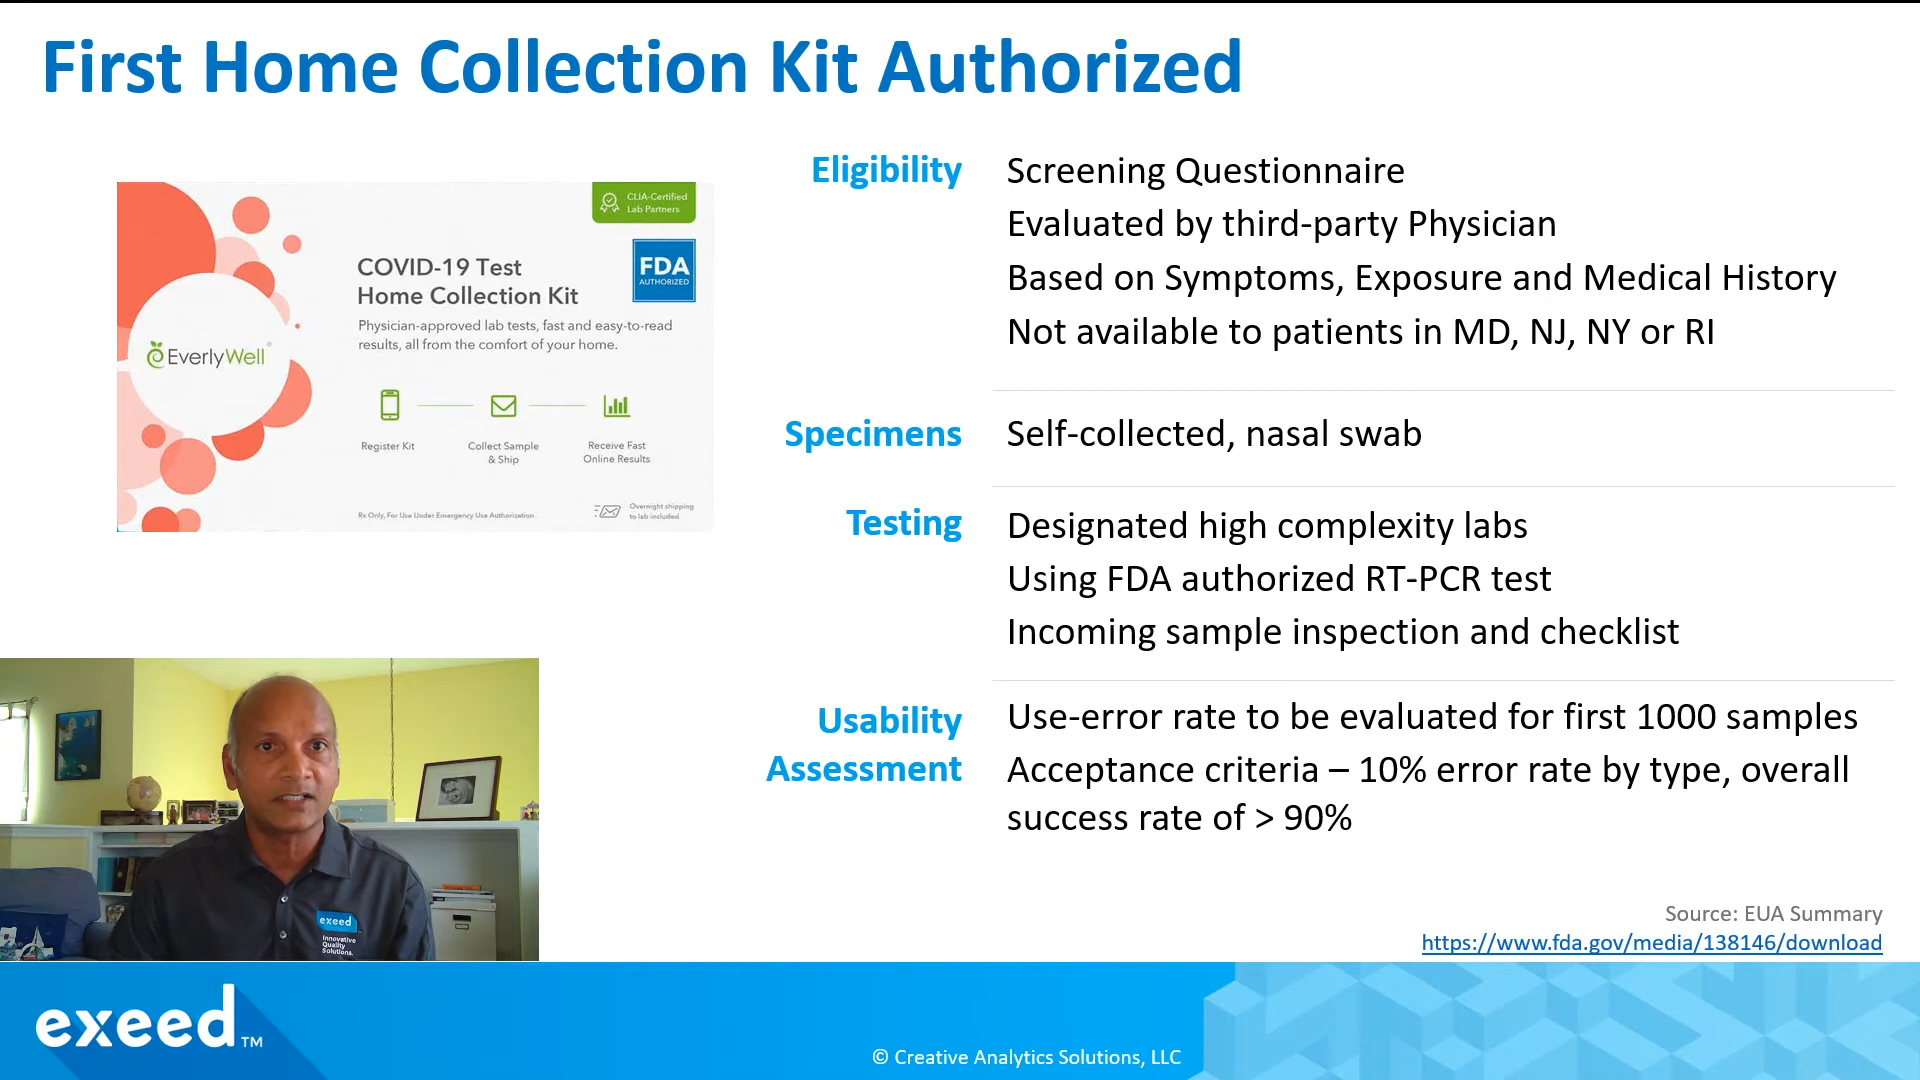 First Home Collection Kit Authorized
CLIA-Certified
Lab Partners
COVID-19 Test
Home Collection Kit
FDA
AUTHORIZED
Physician-approved lab tests, fast and easy-to-read
results, all from the comfort of your home.
EverlyWell®
Register Kit
Collect Sample
& Ship
Receive Fast
Online Results
Rx Only, For Use Under Emergency Use Authorization
Overnight shipping
to lab included
Eligibility
Screening Questionnaire
Evaluated by third-party Physician
Based on Symptoms, Exposure and Medical History
Not available to patients in MD, NJ, NY or RI
Specimens
Self-collected, nasal swab
Testing
Designated high complexity labs
Using FDA authorized RT-PCR test
Incoming sample inspection and checklist
Usability
Assessment
Use-error rate to be evaluated for first 1000 samples
Acceptance criteria – 10% error rate by type, overall
success rate of > 90%
exeed
Innovative
Quality
Solutions.
Source: EUA Summary
https://www.fda.gov/media/138146/download
exeed™
© Creative Analytics Solutions, LLC